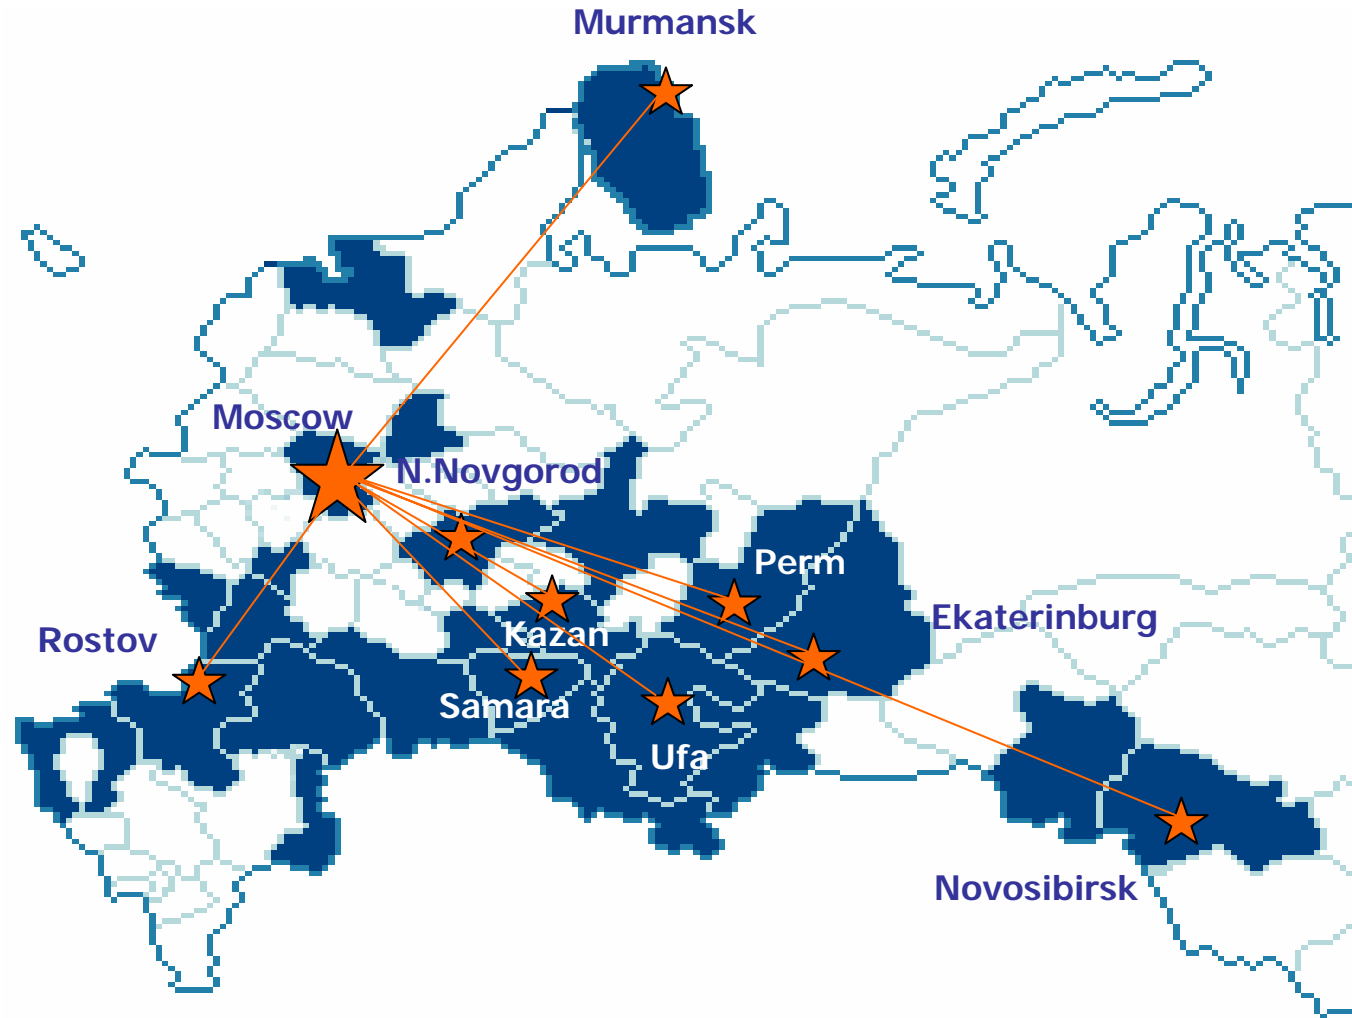 Murmansk
Moscow
N.Novgorod
Perm
Ekaterinburg
Rostov
Kazan
Samara
Ufa
Novosibirsk